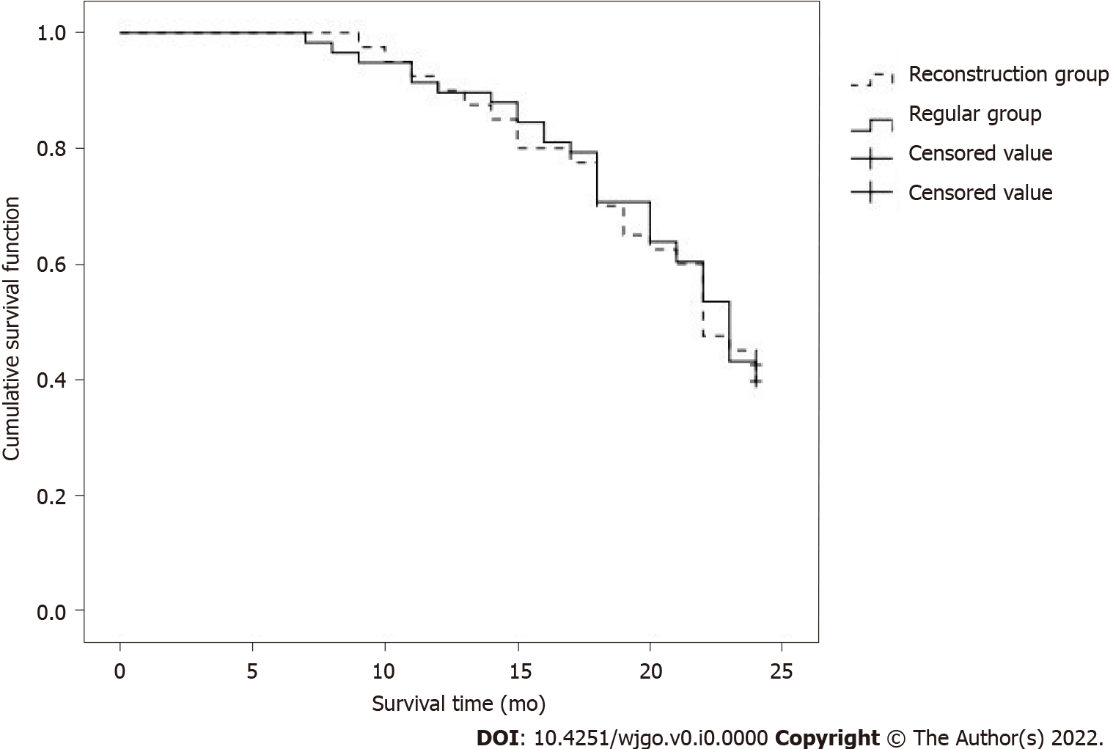 Cumulative survival function
1.0
0.8
0.6
0.4
0.2
0.0
0 5 10 15 20 25
Survival time (mo)
Reconstruction group
Regular group
Censored value
Censored value
DOI: 10.4251/wjgo.v0.i0.0000 Copyright © The Author(s) 2022.